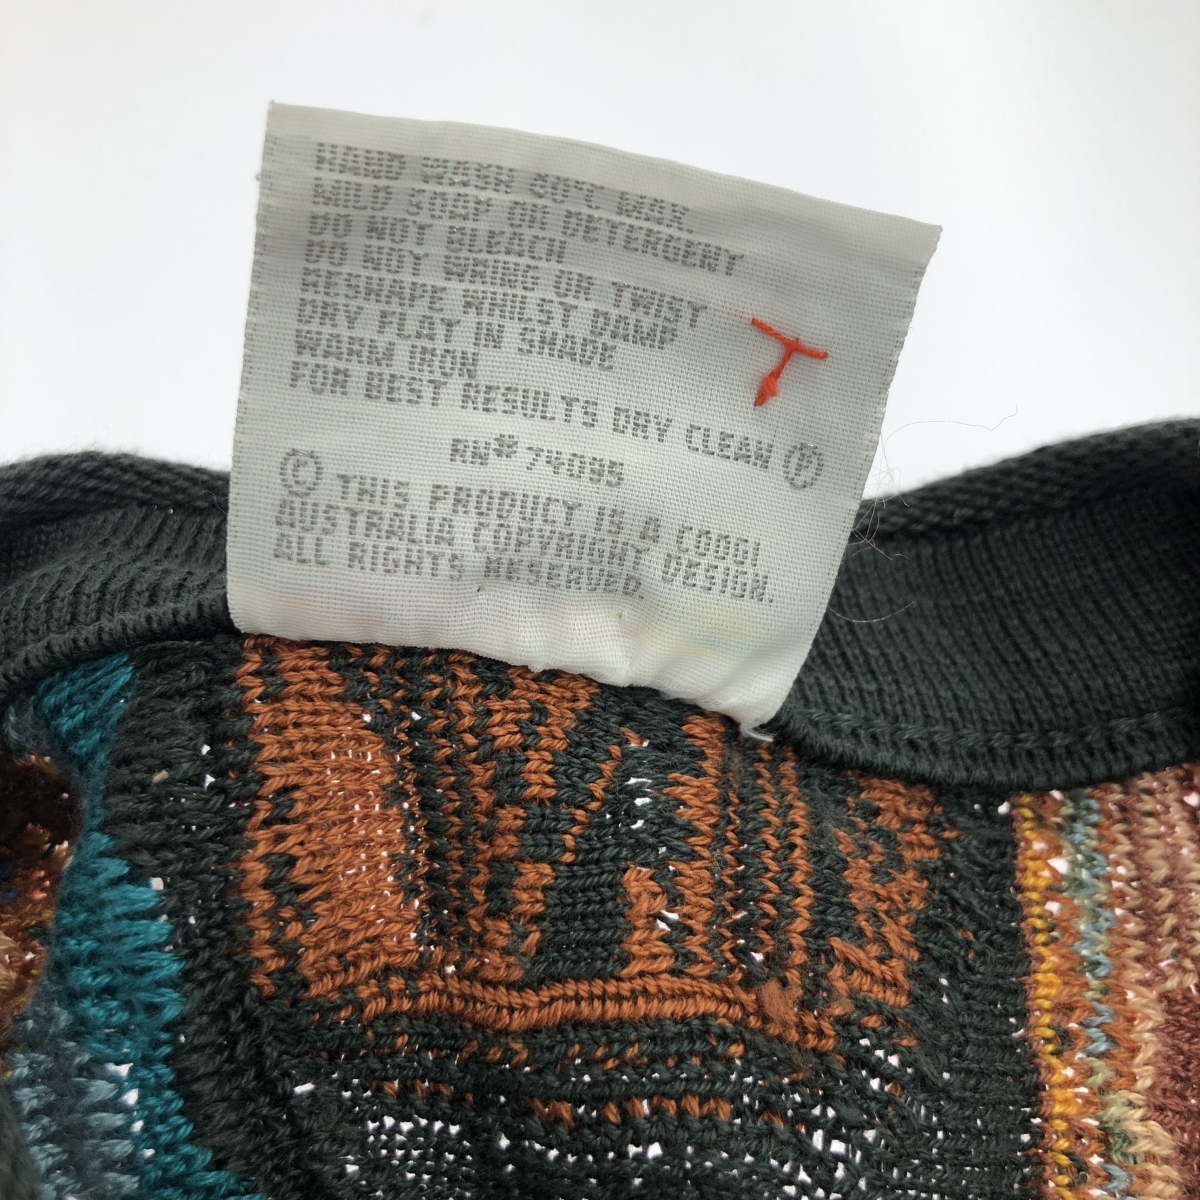 HAND WASH 40°C MAX.
MILD SOAP OR DETERGENT
DO NOT BLEACH
DO NOT WRING OR TWIST
RESHAPE WHILST DAMP
DRY FLAT IN SHADE
WARM IRON
FOR BEST RESULTS DRY CLEAN Ⓟ
RN# 74095
Ⓒ THIS PRODUCT IS A COOGI
AUSTRALIA COPYRIGHT DESIGN.
ALL RIGHTS RESERVED.